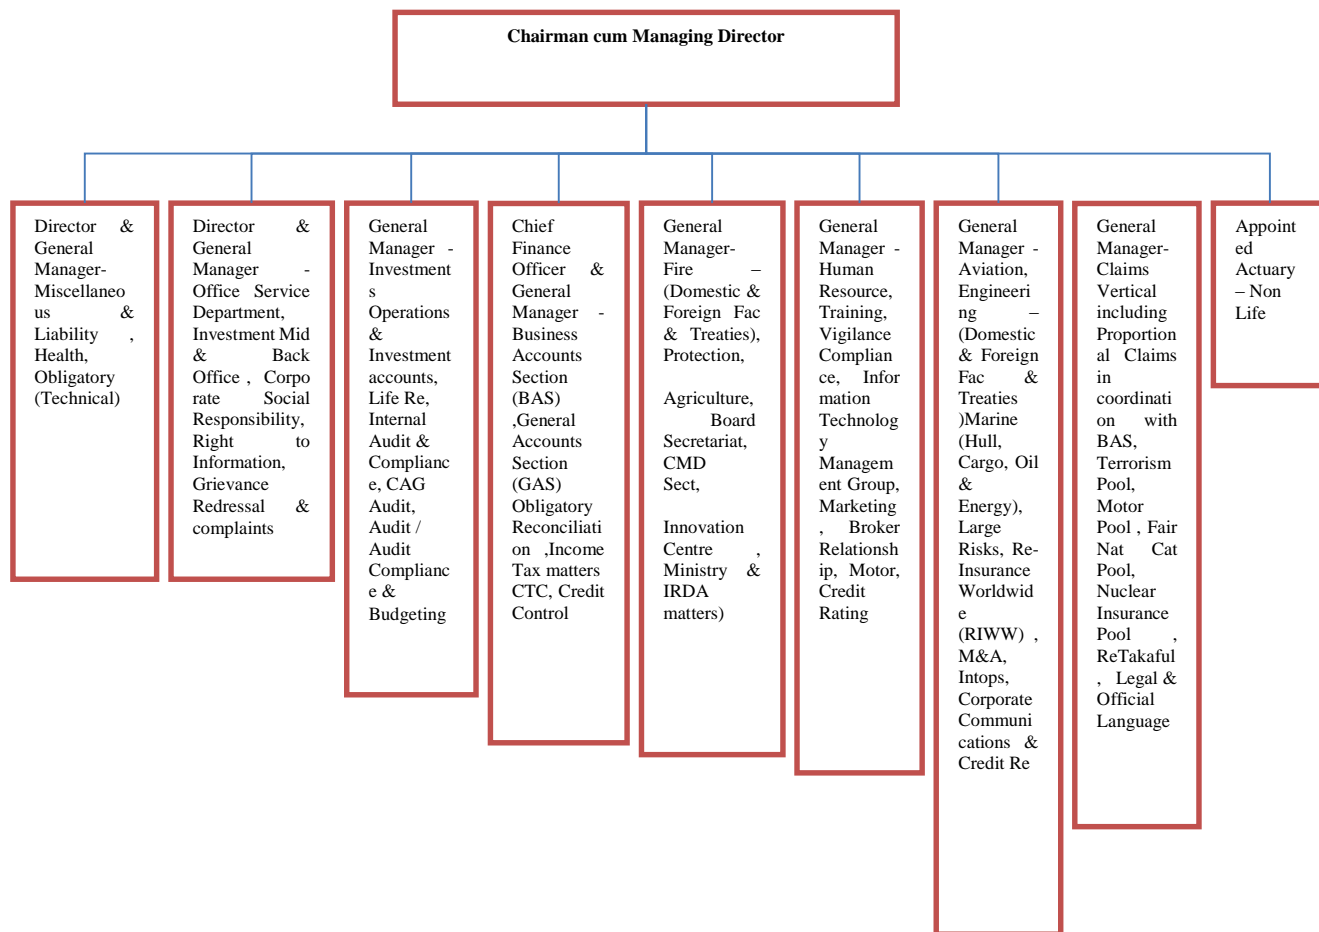 Chairman cum Managing Director
Director &
General
Manager-
Miscellaneo
us &
Liability ,
Health,
Obligatory
(Technical)
Director &
General
Manager -
Office Service
Department,
Investment Mid
& Back
Office , Corpo
rate Social
Responsibility,
Right to
Information,
Grievance
Redressal &
complaints
General
Manager -
Investment
s
Operations
&
Investment
accounts,
Life Re,
Internal
Audit &
Complianc
e, CAG
Audit,
Audit /
Audit
Complianc
e &
Budgeting
Chief
Finance
Officer &
General
Manager -
Business
Accounts
Section
(BAS)
,General
Accounts
Section
(GAS)
Obligatory
Reconciliati
on ,Income
Tax matters
CTC, Credit
Control
General
Manager-
Fire –
(Domestic &
Foreign Fac
& Treaties),
Protection,
Agriculture,
Board
Secretariat,
CMD
Sect,
Innovation
Centre ,
Ministry &
IRDA
matters)
General
Manager -
Human
Resource,
Training,
Vigilance
Complian
ce, Infor
mation
Technolog
y
Managem
ent Group,
Marketing
, Broker
Relationsh
ip, Motor,
Credit
Rating
General
Manager -
Aviation,
Engineeri
ng –
(Domestic
& Foreign
Fac &
Treaties
)Marine
(Hull,
Cargo, Oil
&
Energy),
Large
Risks, Re-
Insurance
Worldwid
e
(RIWW) ,
M&A,
Intops,
Corporate
Communi
cations &
Credit Re
General
Manager-
Claims
Vertical
including
Proportion
al Claims
in
coordinati
on with
BAS,
Terrorism
Pool,
Motor
Pool , Fair
Nat Cat
Pool,
Nuclear
Insurance
Pool ,
ReTakaful
, Legal &
Official
Language
Appoint
ed
Actuary
– Non
Life